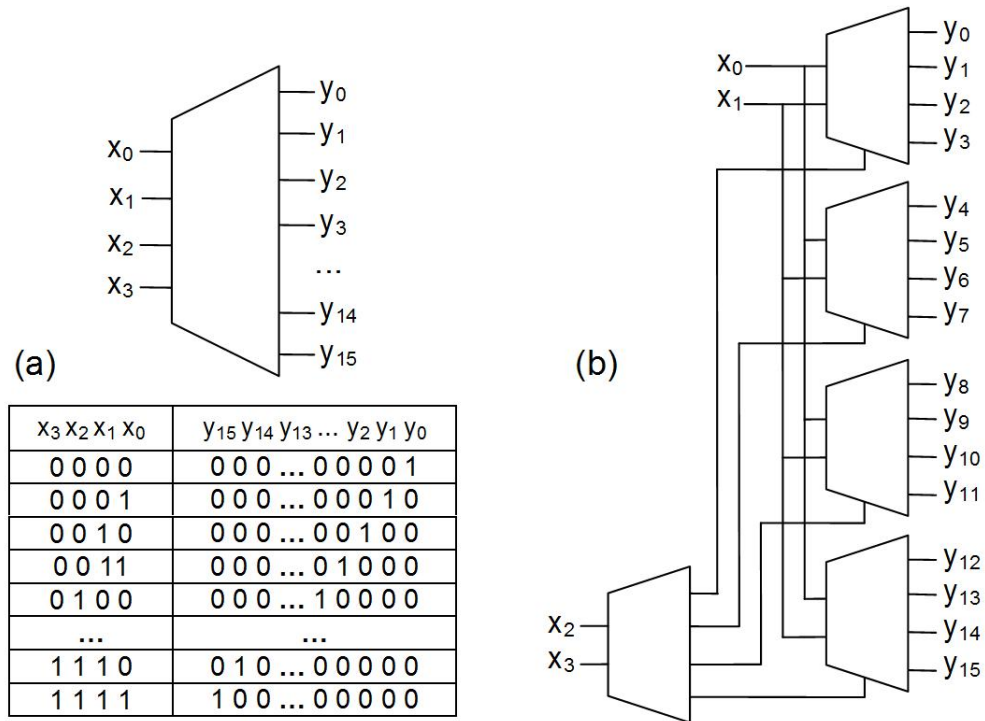 y₀
x₀
y₁
x₁
y₂
x₂
y₃
x₃
...
y₁₄
y₁₅
(a)
x₃ x₂ x₁ x₀ y₁₅ y₁₄ y₁₃ ... y₂ y₁ y₀
0 0 0 0 0 0 0 ... 0 0 0 0 1
0 0 0 1 0 0 0 ... 0 0 0 1 0
0 0 1 0 0 0 0 ... 0 0 1 0 0
0 0 1 1 0 0 0 ... 0 1 0 0 0
0 1 0 0 0 0 0 ... 1 0 0 0 0
... ...
1 1 1 0 0 1 0 ... 0 0 0 0 0
1 1 1 1 1 0 0 ... 0 0 0 0 0
(b)
x₀
x₁
y₀
y₁
y₂
y₃
y₄
y₅
y₆
y₇
y₈
y₉
y₁₀
y₁₁
x₂
x₃
y₁₂
y₁₃
y₁₄
y₁₅